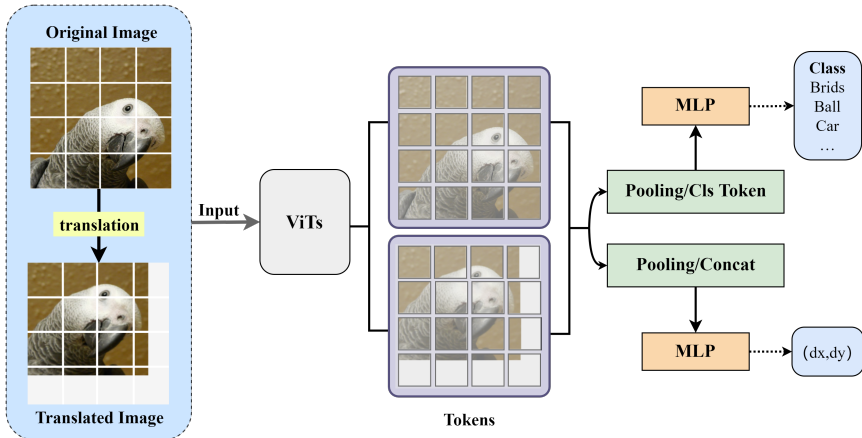 Original Image
translation
Translated Image
Input
ViTs
Tokens
MLP
Pooling/Cls Token
Pooling/Concat
MLP
Class
Brids
Ball
Car
...
(dx,dy)